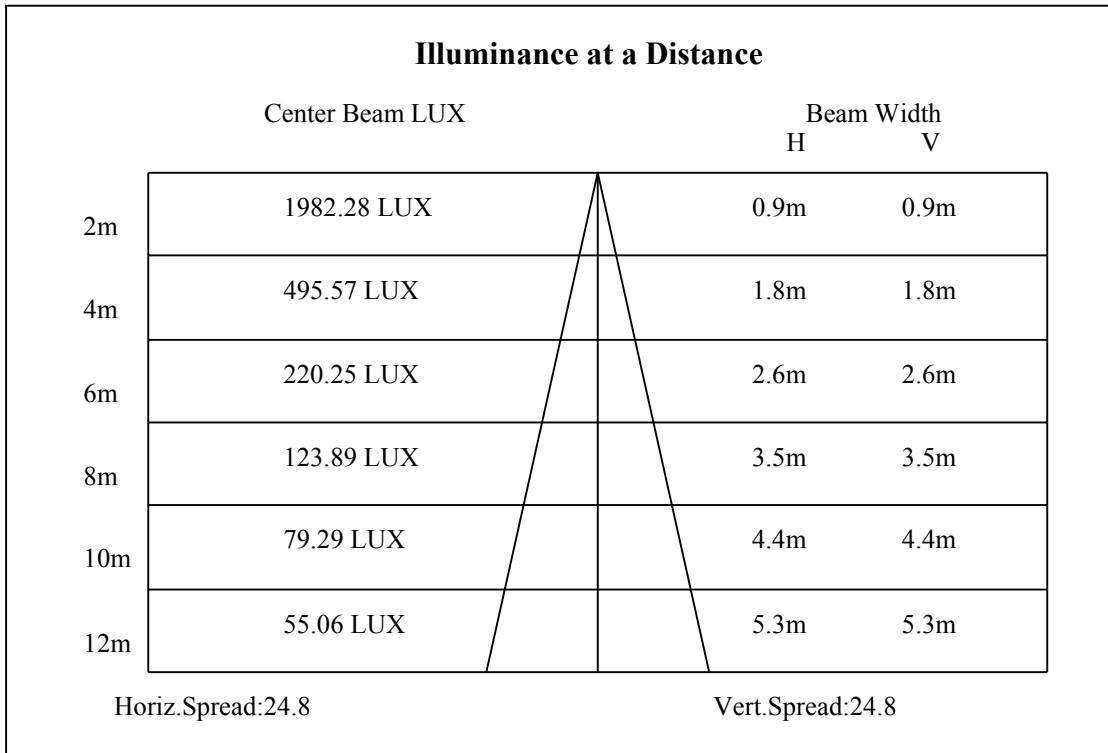 Illuminance at a Distance
Center Beam LUX Beam Width
H V
2m 1982.28 LUX 0.9m 0.9m
4m 495.57 LUX 1.8m 1.8m
6m 220.25 LUX 2.6m 2.6m
8m 123.89 LUX 3.5m 3.5m
10m 79.29 LUX 4.4m 4.4m
12m 55.06 LUX 5.3m 5.3m
Horiz.Spread:24.8 Vert.Spread:24.8